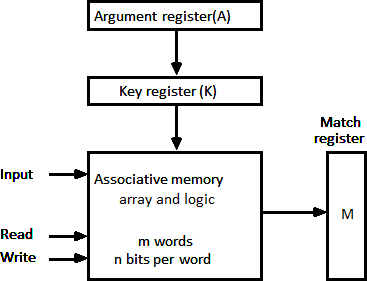 Argument register(A)
Key register (K)
Match
register
Input
Associative memory
array and logic
M
Read
m words
Write
n bits per word